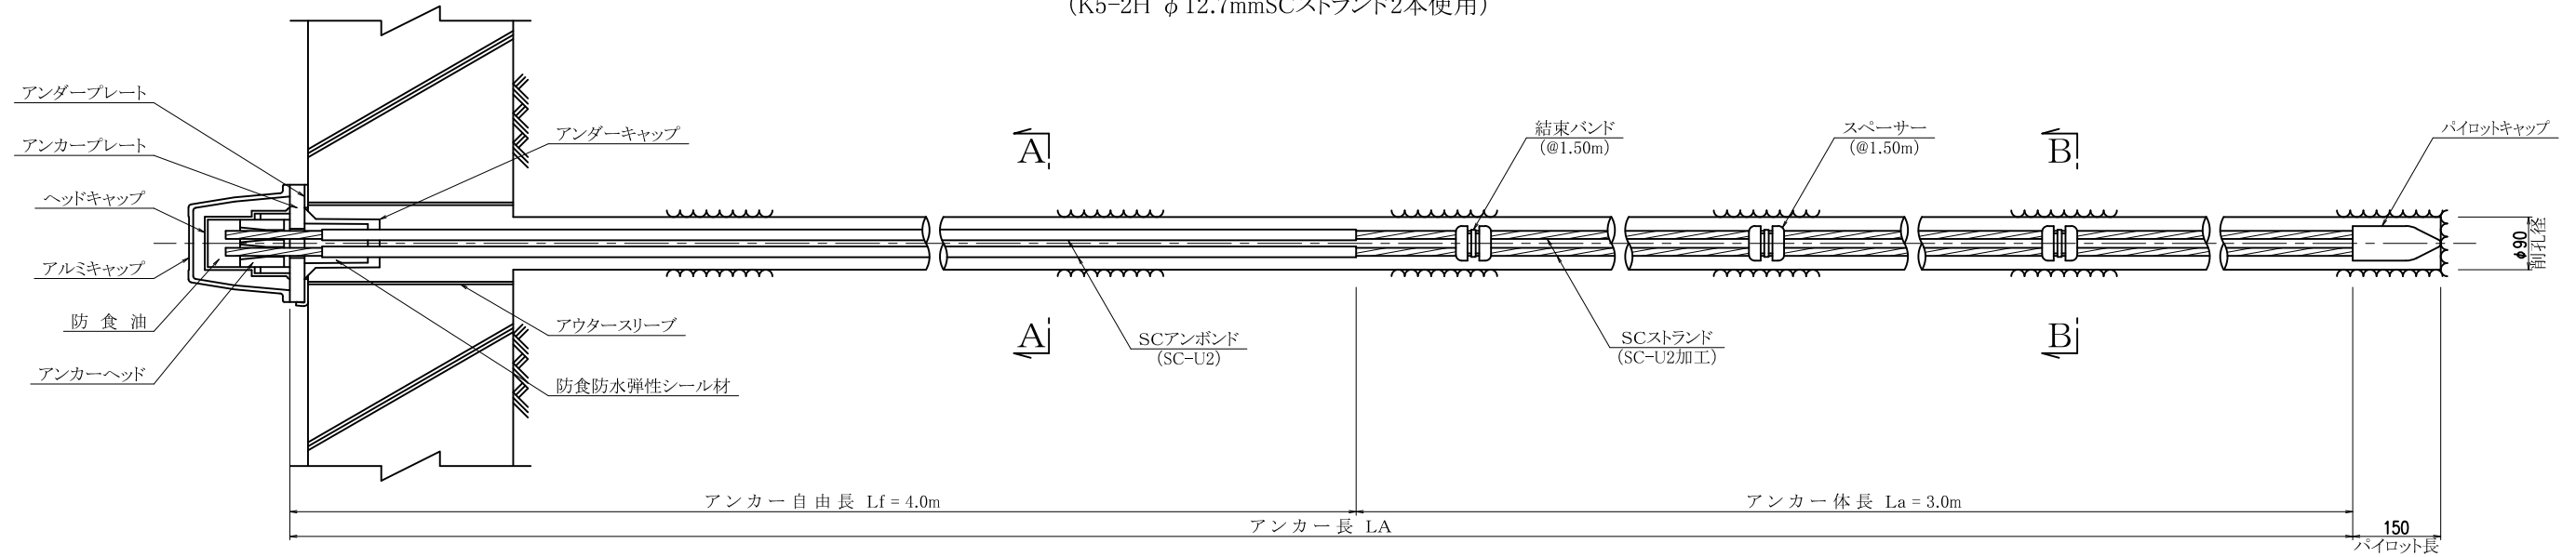 (K5-2H φ12.7mmSCストランド2本使用)
アンダープレート
アンカープレート
ヘッドキャップ
アルミキャップ
防食油
アンカーヘッド
アンダーキャップ
アウタースリーブ
防食防水弾性シール材
A
A
SCアンボンド
(SC-U2)
結束バンド
(@1.50m)
スペーサー
(@1.50m)
SCストランド
(SC-U2加工)
B
B
パイロットキャップ
φ90
削孔径
アンカー自由長 Lf = 4.0m
アンカー体長 La = 3.0m
アンカー長 LA
150
パイロット長